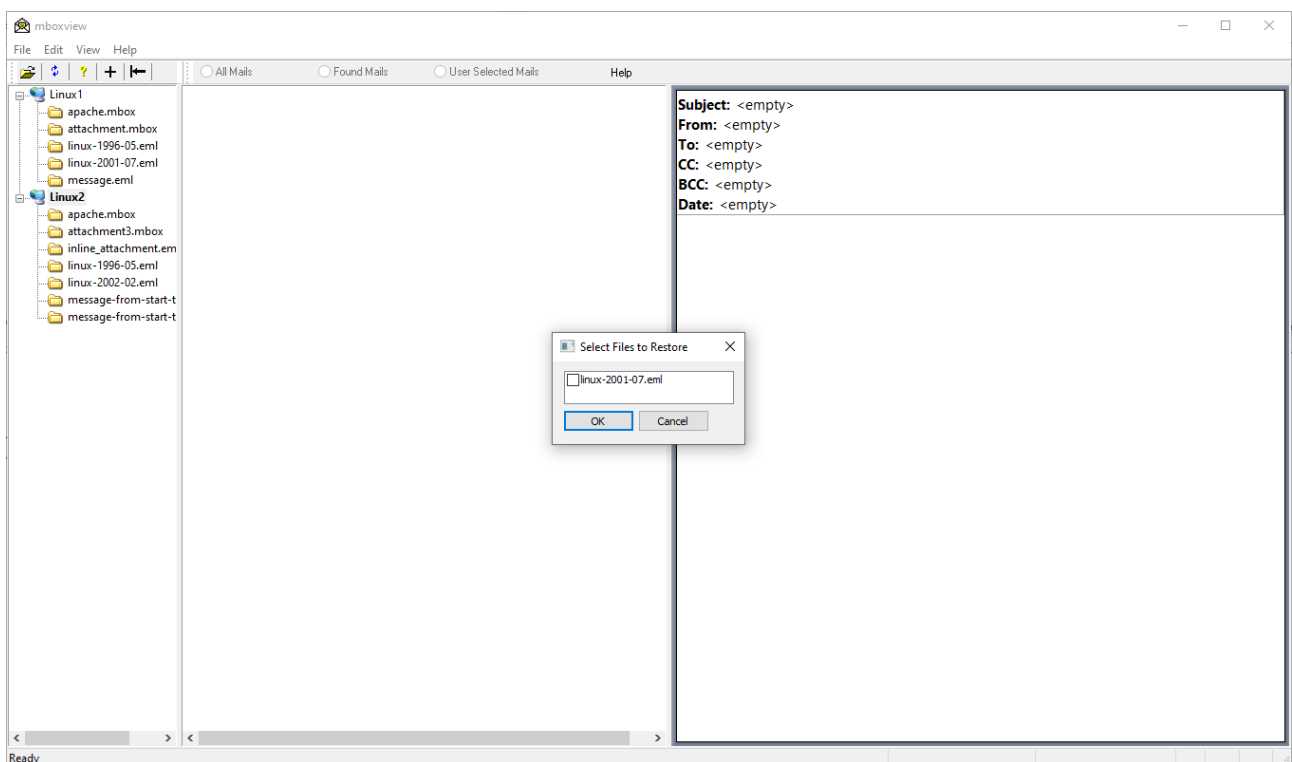 mboxview
File Edit View Help
All Mails Found Mails User Selected Mails Help
Linux1
apache.mbox
attachment.mbox
linux-1996-05.eml
linux-2001-07.eml
message.eml
Linux2
apache.mbox
attachment3.mbox
inline_attachment.em
linux-1996-05.eml
linux-2002-02.eml
message-from-start-t
message-from-start-t
Subject: <empty>
From: <empty>
To: <empty>
CC: <empty>
BCC: <empty>
Date: <empty>
Select Files to Restore
linux-2001-07.eml
OK Cancel
Ready